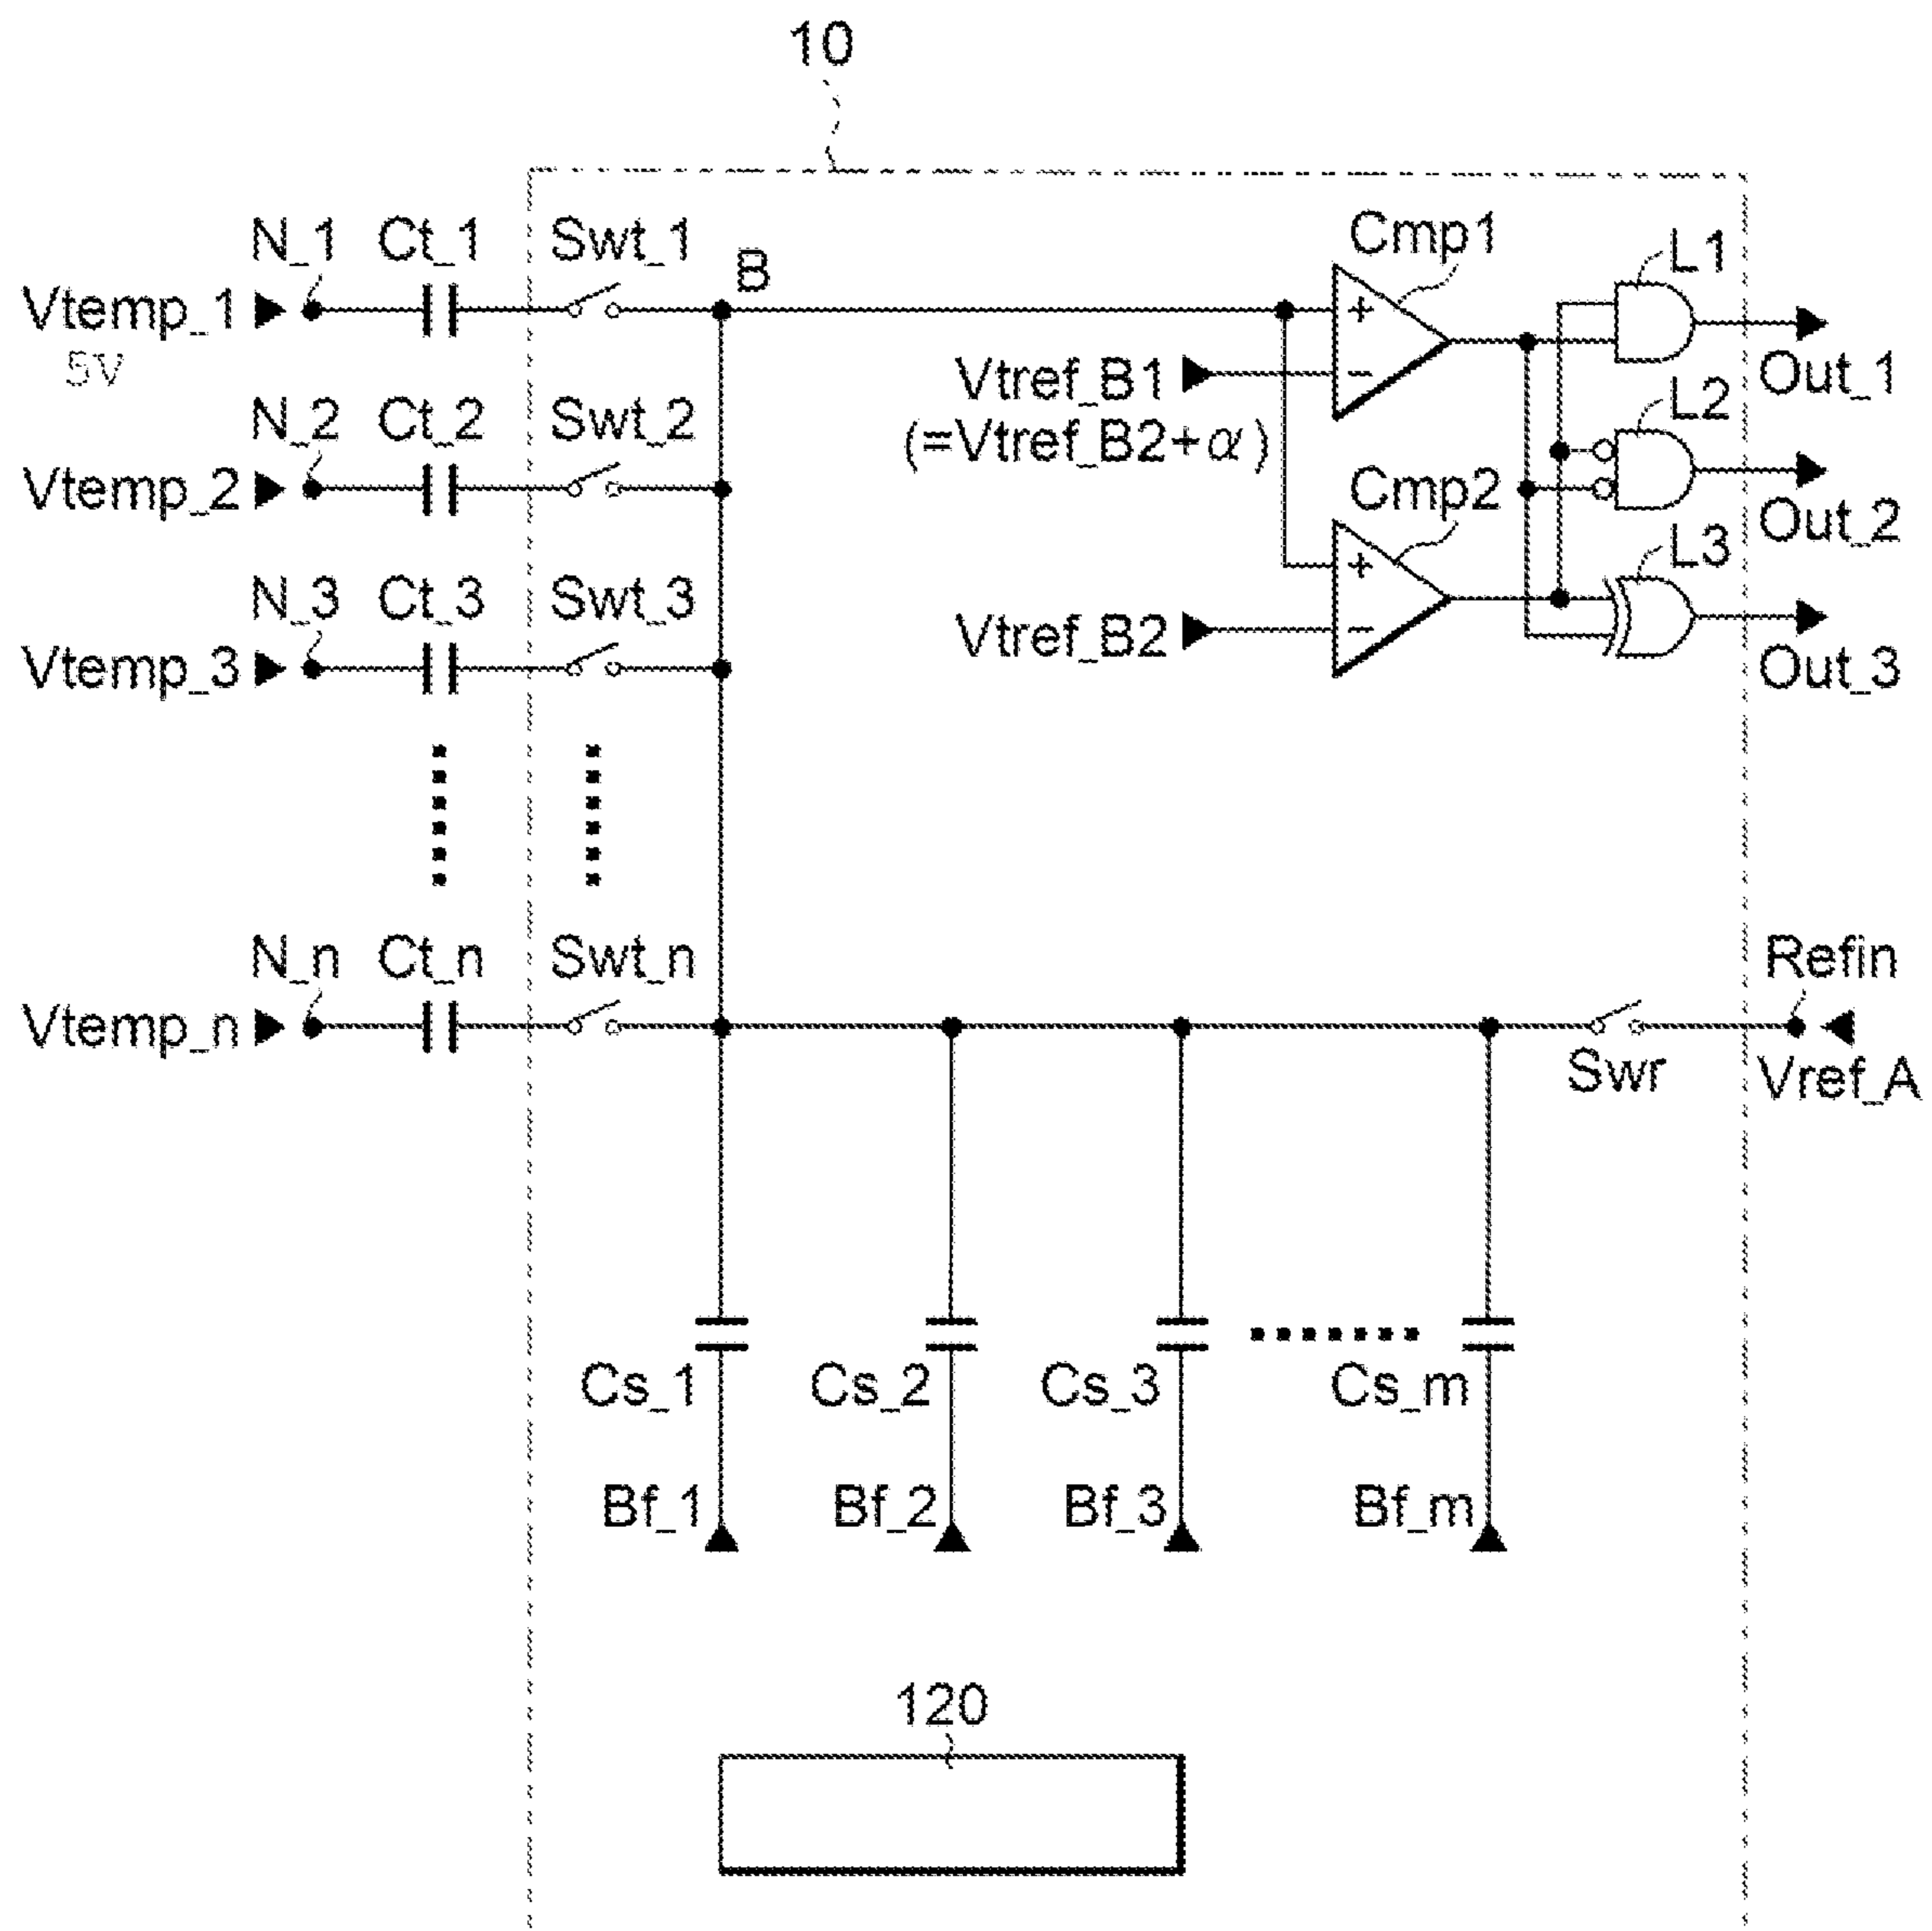 10
N_1 Ct_1 Swt_1 B Cmp1 L1
Vtemp_1
5V
Vtref_B1
(=Vtref_B2+α)
Out_1
N_2 Ct_2 Swt_2 L2
Vtemp_2
Cmp2
Out_2
N_3 Ct_3 Swt_3 L3
Vtemp_3
Vtref_B2
Out_3
N_n Ct_n Swt_n Refin
Vtemp_n
Swr Vref_A
Cs_1 Cs_2 Cs_3 Cs_m
Bf_1 Bf_2 Bf_3 Bf_m
120